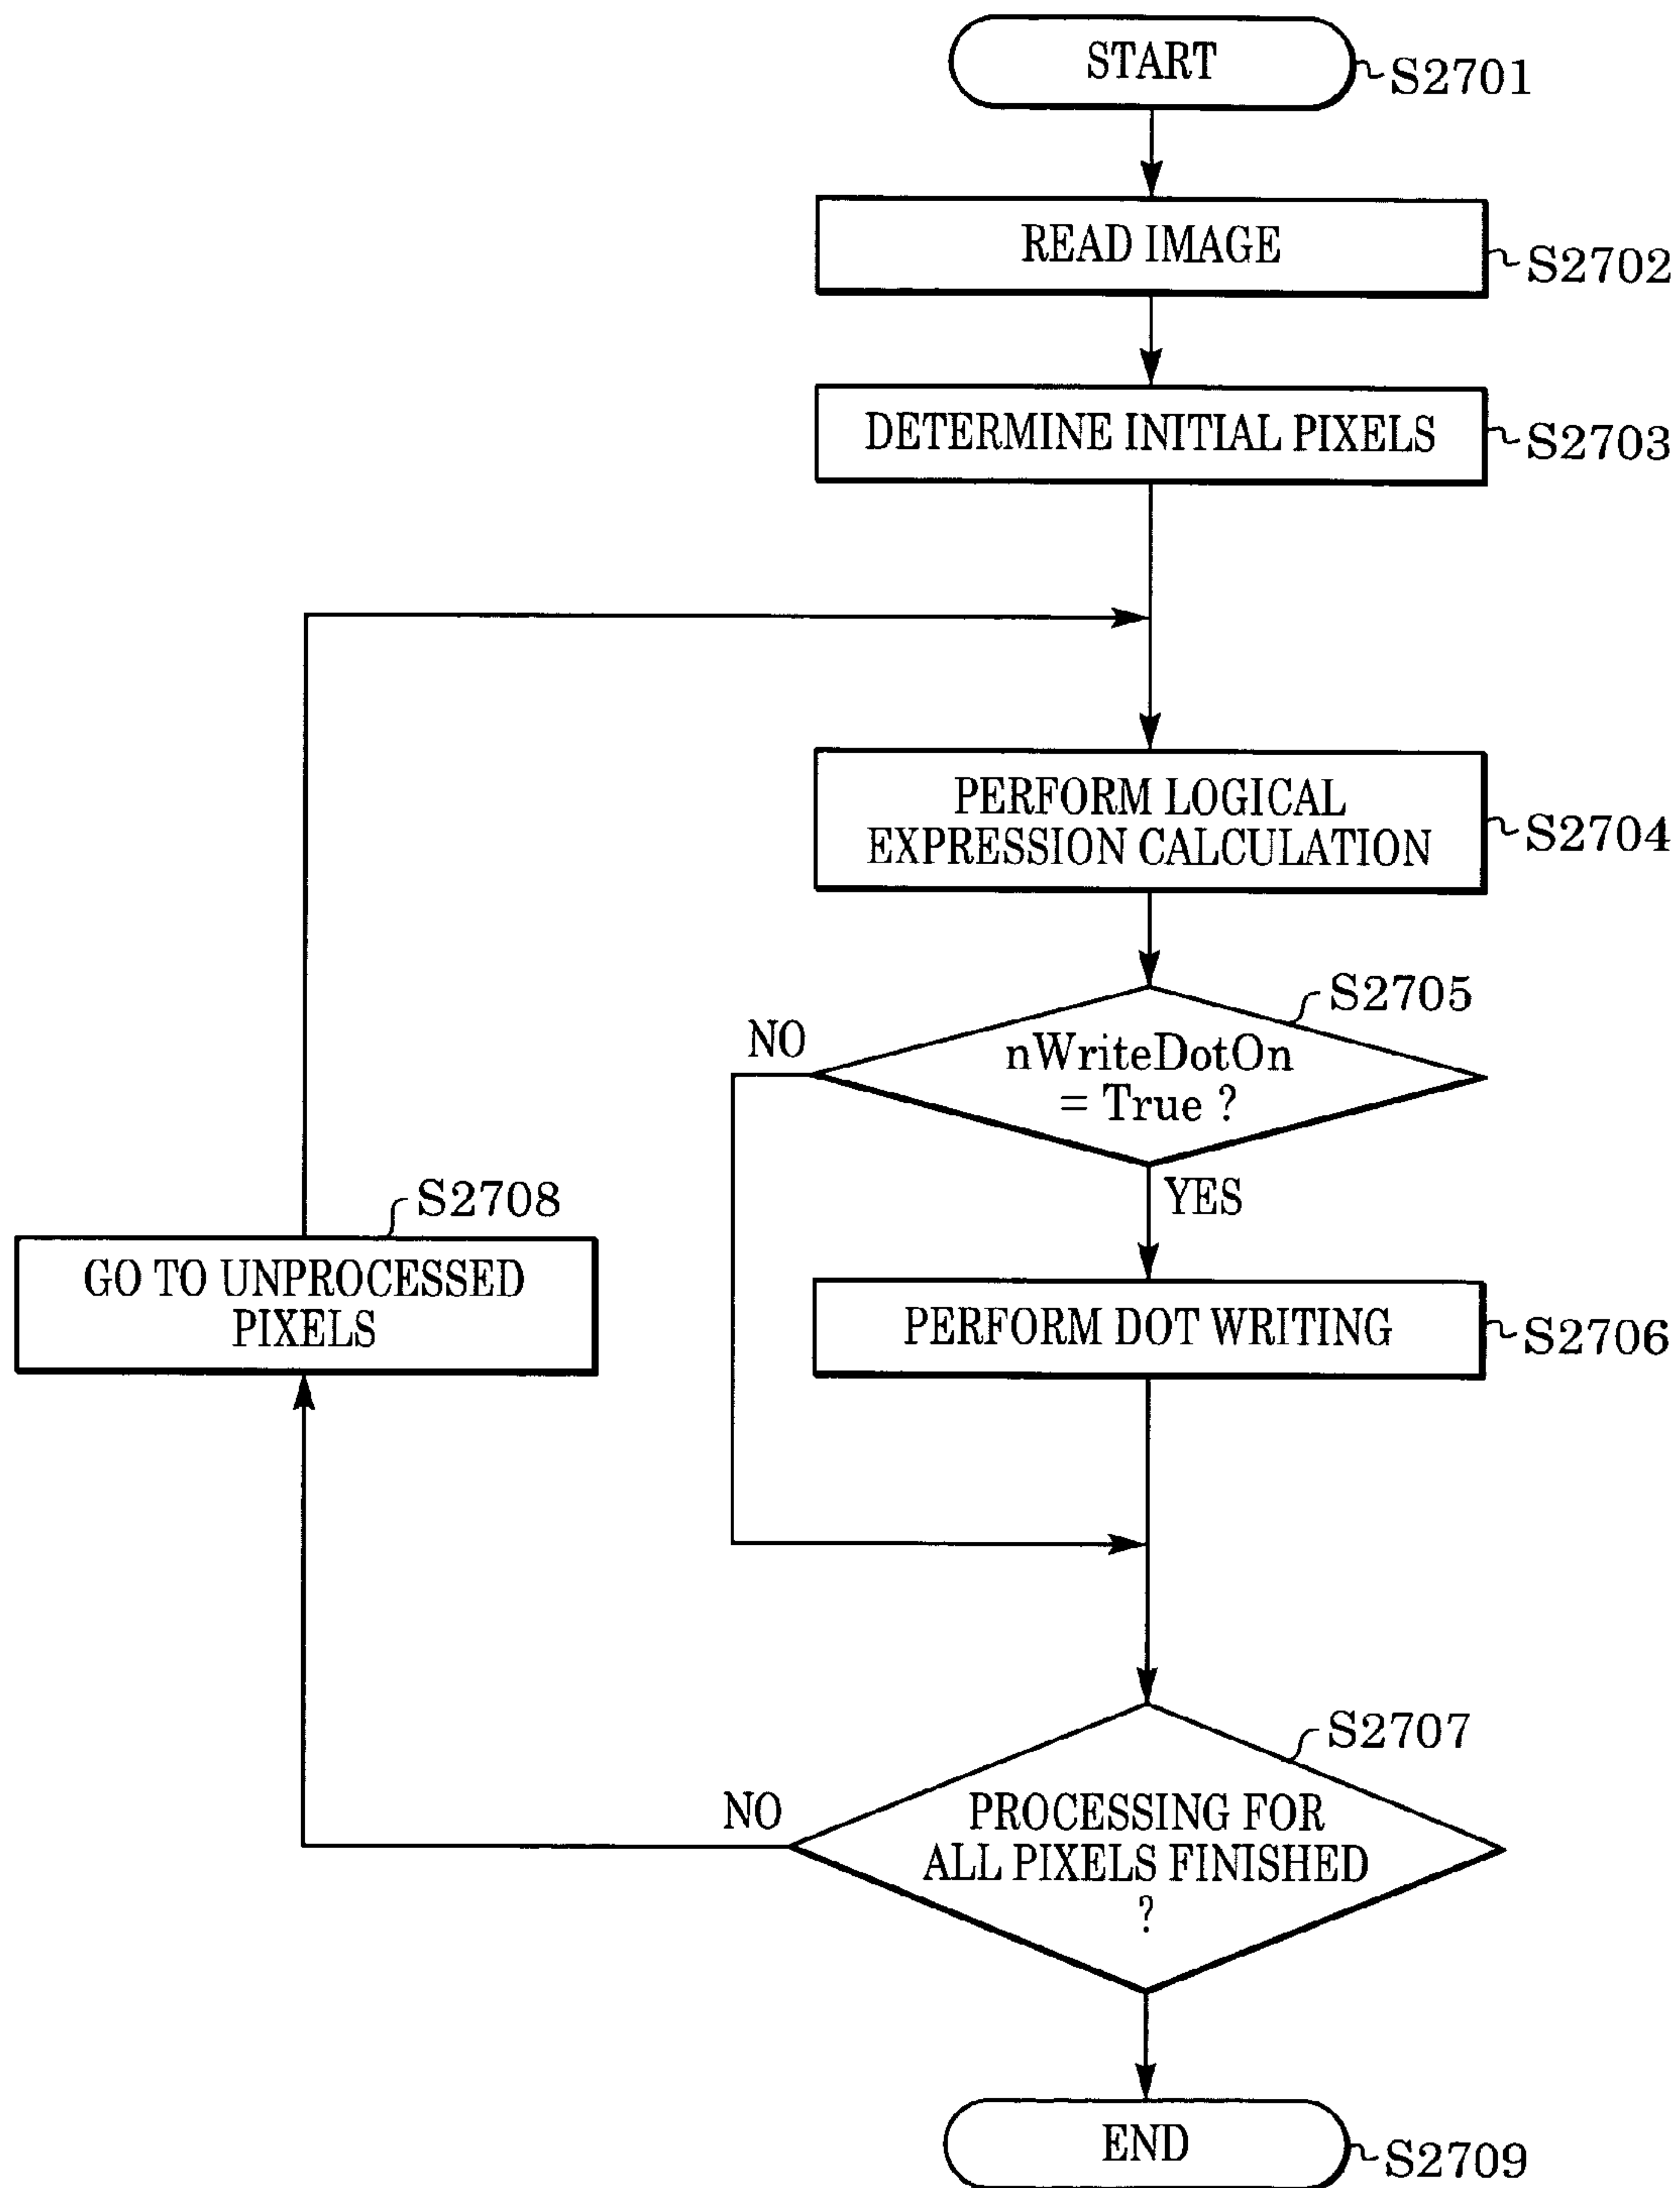 START
S2701
READ IMAGE
S2702
DETERMINE INITIAL PIXELS
S2703
PERFORM LOGICAL
EXPRESSION CALCULATION
S2704
S2705
NO
nWriteDotOn
= True ?
YES
S2708
GO TO UNPROCESSED
PIXELS
PERFORM DOT WRITING
S2706
S2707
NO
PROCESSING FOR
ALL PIXELS FINISHED
?
END
S2709